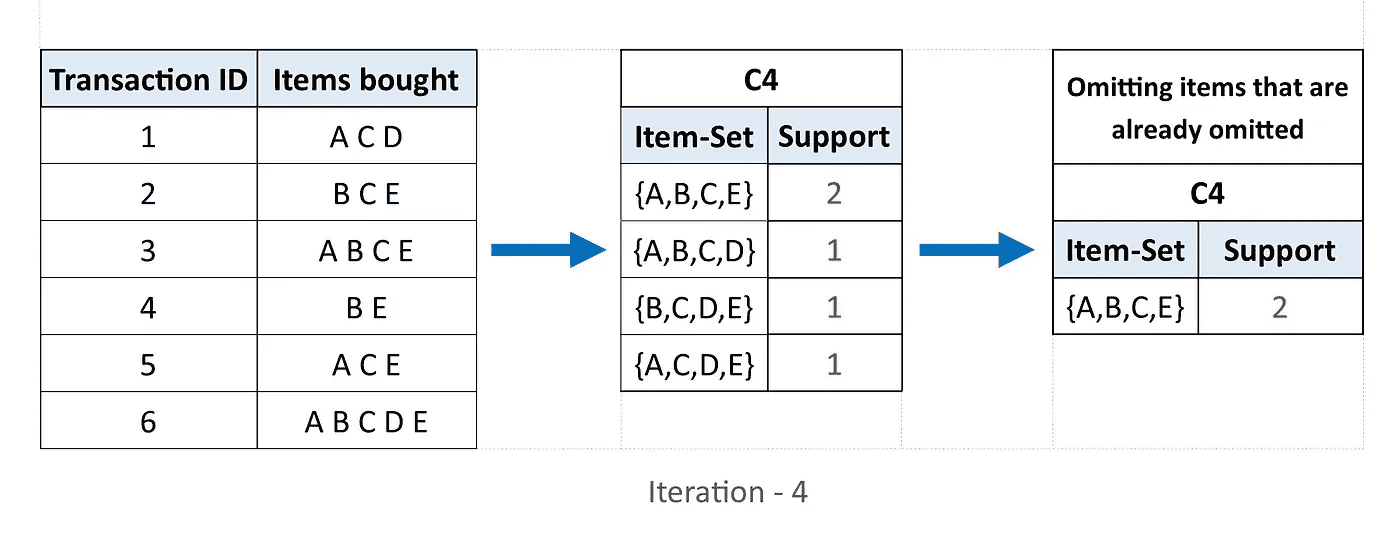 Transaction ID Items bought
1 A C D
2 B C E
3 A B C E
4 B E
5 A C E
6 A B C D E
C4
Item-Set Support
{A,B,C,E} 2
{A,B,C,D} 1
{B,C,D,E} 1
{A,C,D,E} 1
Omitting items that are
already omitted
C4
Item-Set Support
{A,B,C,E} 2
Iteration - 4